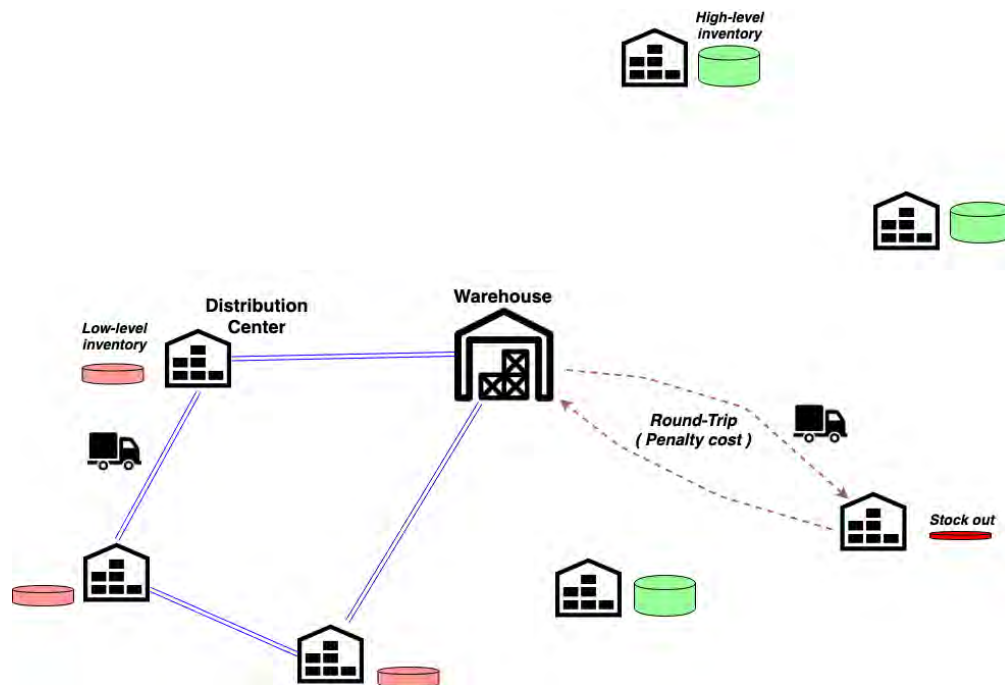 High-level
inventory
Warehouse
Distribution
Center
Low-level
inventory
Round-Trip
( Penalty cost )
Stock out